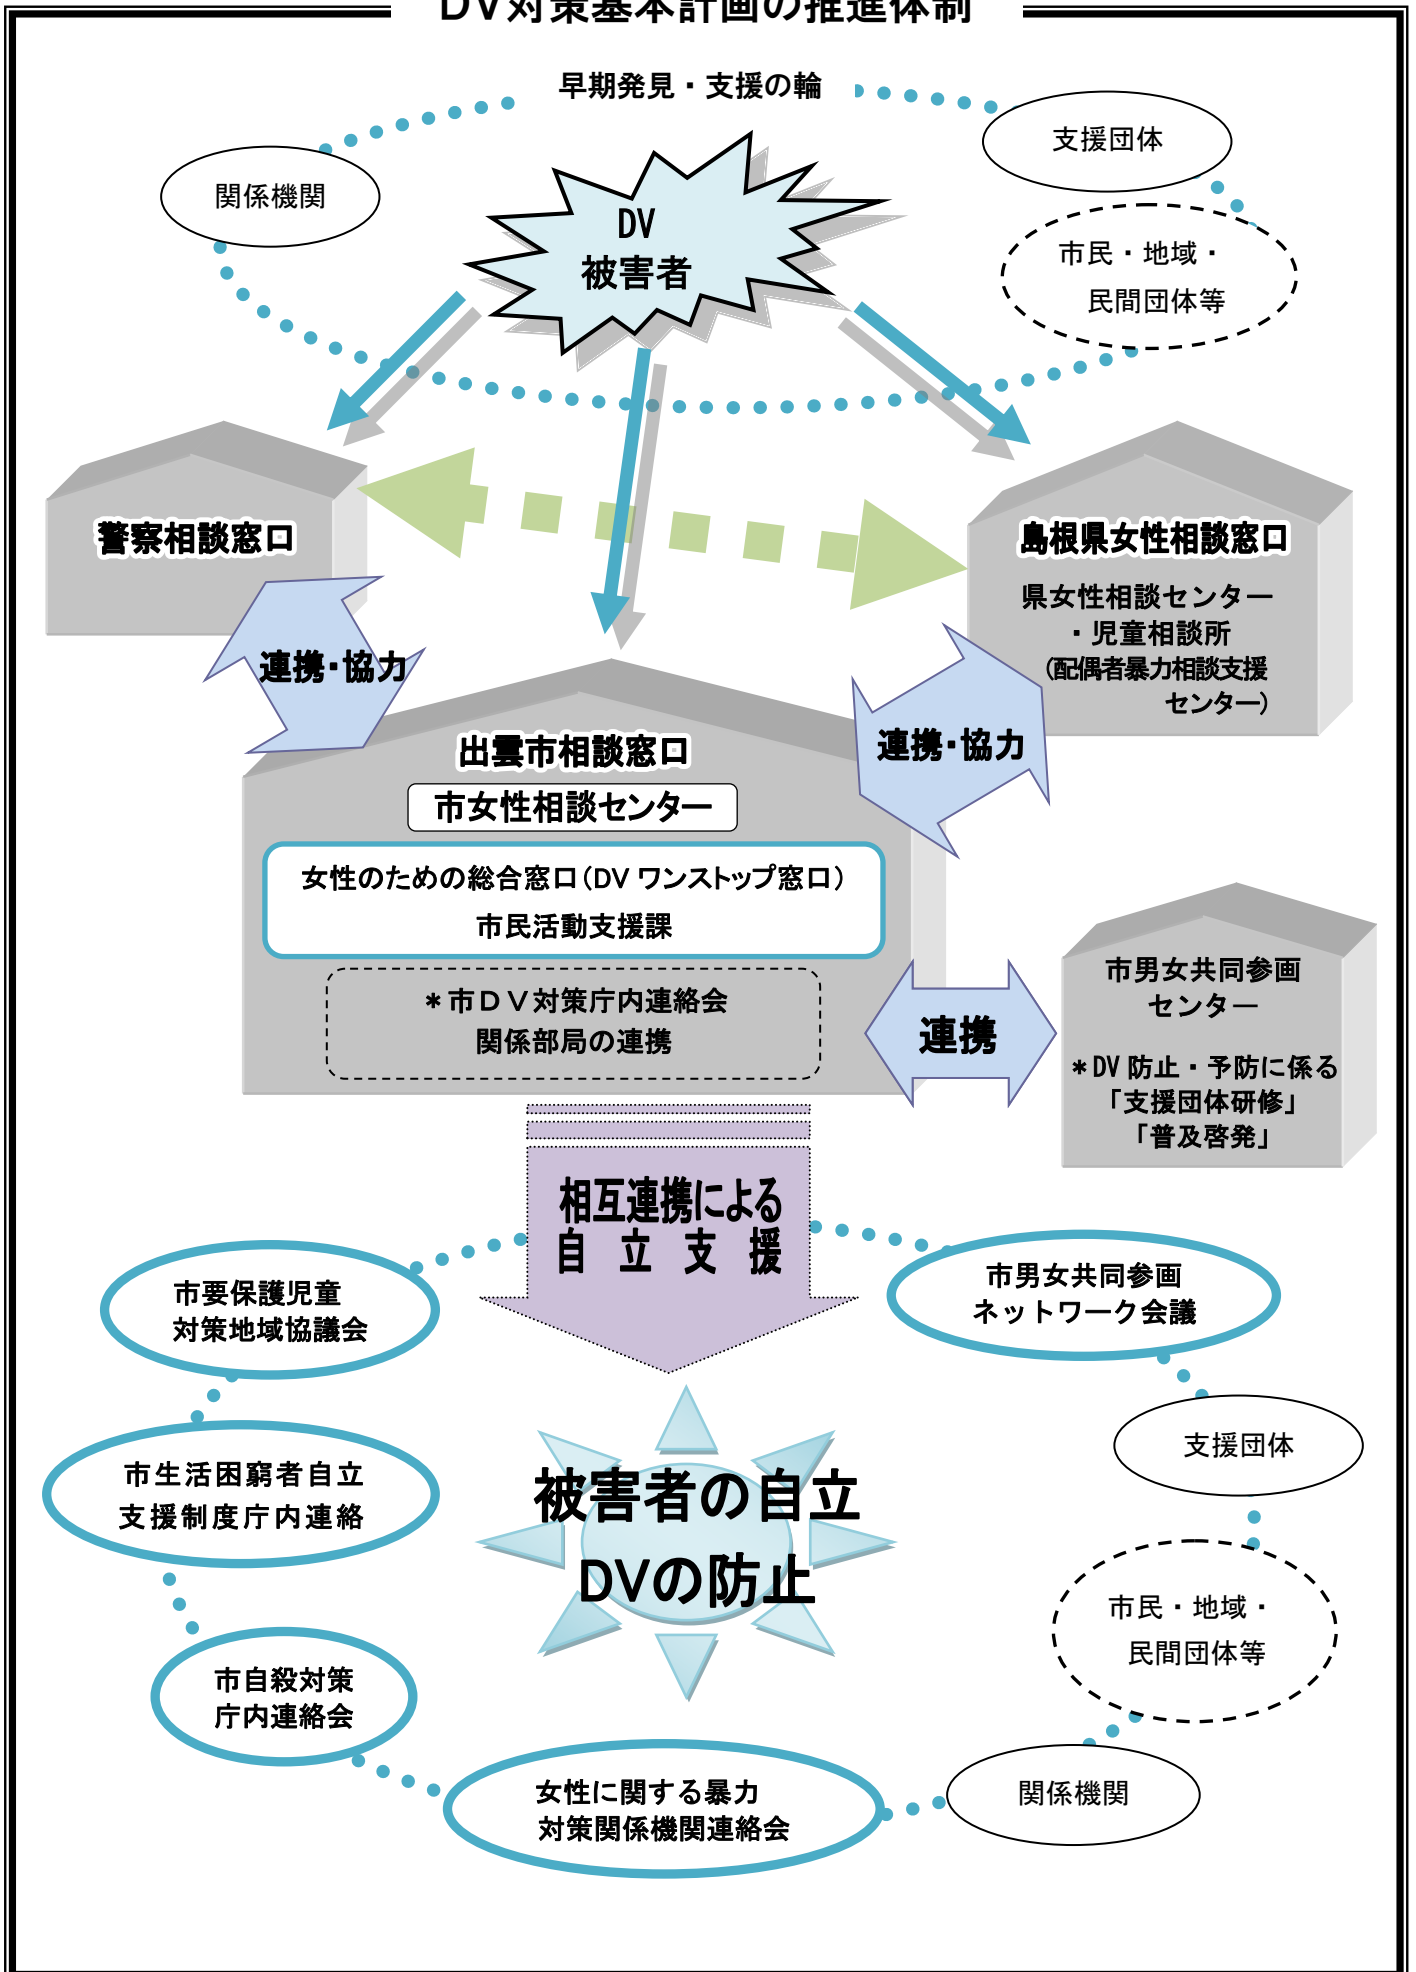 DV対策基本計画の推進体制
早期発見・支援の輪
関係機関
支援団体
市民・地域・
民間団体等
DV
被害者
警察相談窓口
島根県女性相談窓口
県女性相談センター
・児童相談所
(配偶者暴力相談支援
センター)
連携・協力
連携・協力
出雲市相談窓口
市女性相談センター
女性のための総合窓口(DVワンストップ窓口)
市民活動支援課
＊市ＤＶ対策庁内連絡会
関係部局の連携
連携
市男女共同参画
センター
＊DV防止・予防に係る
「支援団体研修」
「普及啓発」
相互連携による
自立支援
市要保護児童
対策地域協議会
市男女共同参画
ネットワーク会議
市生活困窮者自立
支援制度庁内連絡
支援団体
被害者の自立
DVの防止
市民・地域・
民間団体等
市自殺対策
庁内連絡会
女性に関する暴力
対策関係機関連絡会
関係機関